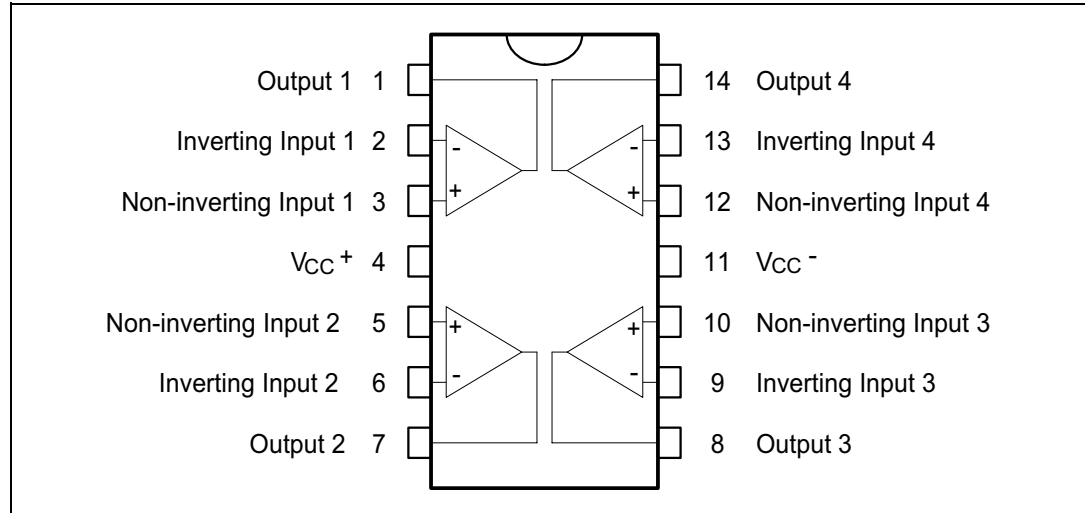 Output 1 1
14 Output 4
Inverting Input 1 2
- -
13 Inverting Input 4
Non-inverting Input 1 3
+ +
12 Non-inverting Input 4
VCC + 4
11 VCC -
Non-inverting Input 2 5
+ +
10 Non-inverting Input 3
Inverting Input 2 6
- -
9 Inverting Input 3
Output 2 7
8 Output 3